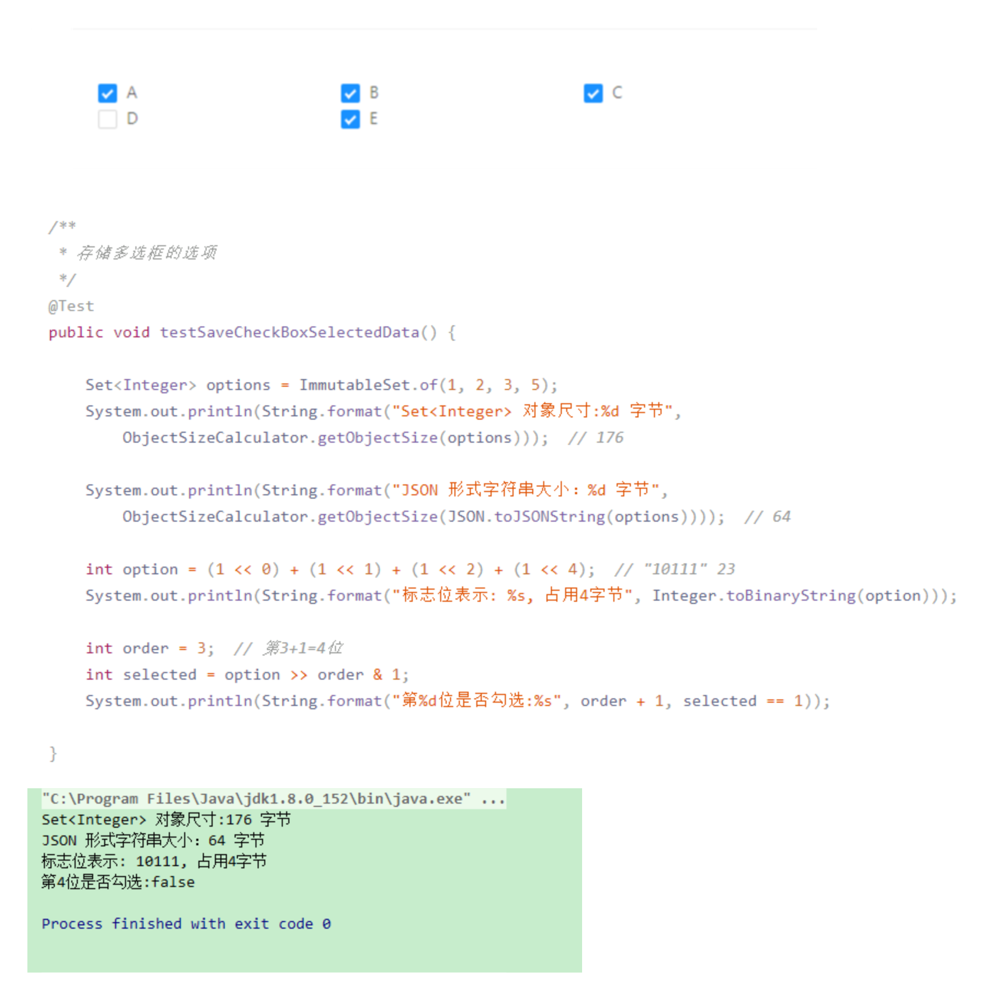 A B C
D E
/**
 * 存储多选框的选项
 */
@Test
public void testSaveCheckBoxSelectedData() {
    Set<Integer> options = ImmutableSet.of(1, 2, 3, 5);
    System.out.println(String.format("Set<Integer> 对象尺寸:%d 字节",
        ObjectSizeCalculator.getObjectSize(options)));  // 176
    System.out.println(String.format("JSON 形式字符串大小：%d 字节",
        ObjectSizeCalculator.getObjectSize(JSON.toJSONString(options))));  // 64
    int option = (1 << 0) + (1 << 1) + (1 << 2) + (1 << 4);  // "10111" 23
    System.out.println(String.format("标志位表示: %s, 占用4字节", Integer.toBinaryString(option)));
    int order = 3;  // 第3+1=4位
    int selected = option >> order & 1;
    System.out.println(String.format("第%d位是否勾选:%s", order + 1, selected == 1));
}
"C:\Program Files\Java\jdk1.8.0_152\bin\java.exe" ...
Set<Integer> 对象尺寸:176 字节
JSON 形式字符串大小：64 字节
标志位表示: 10111, 占用4字节
第4位是否勾选:false
Process finished with exit code 0